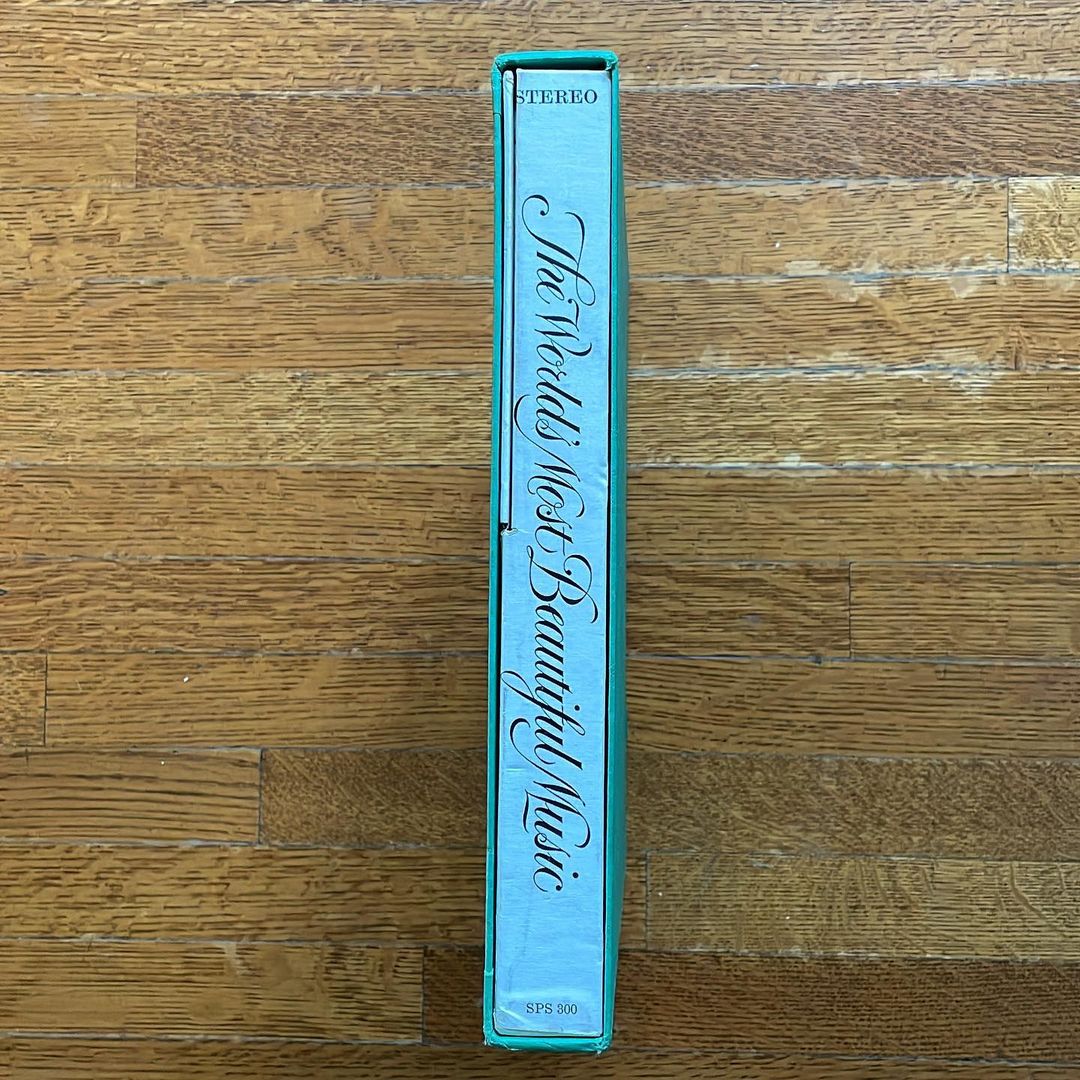 STEREO
The World's Most Beautiful Music
SPS 300